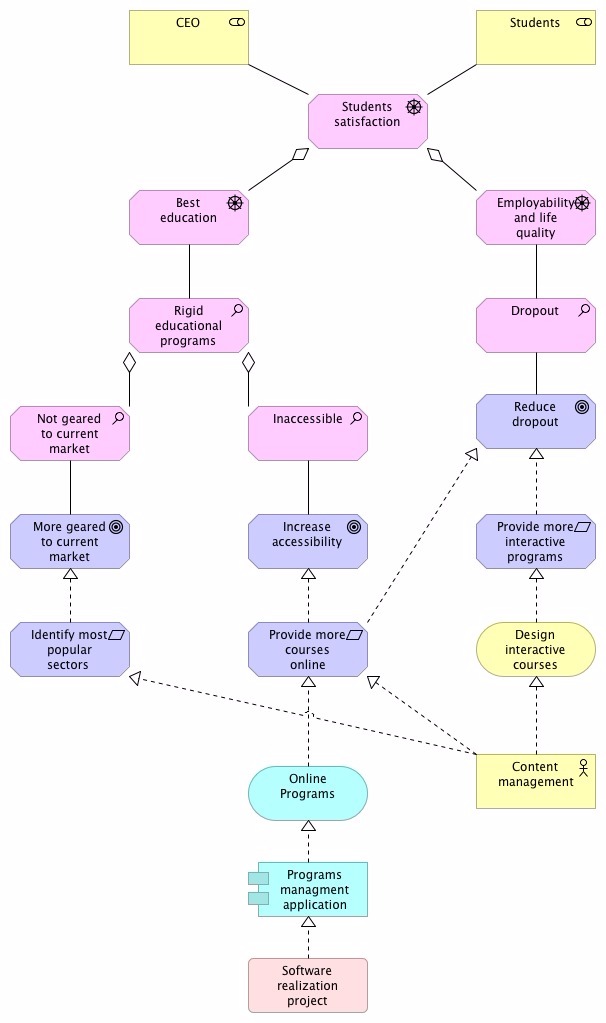 CEO
Students
Students
satisfaction
Best
education
Employability
and life
quality
Rigid
educational
programs
Dropout
Not geared
to current
market
Inaccessible
Reduce
dropout
More geared
to current
market
Increase
accessibility
Provide more
interactive
programs
Identify most
popular
sectors
Provide more
courses
online
Design
interactive
courses
Content
management
Online
Programs
Programs
managment
application
Software
realization
project